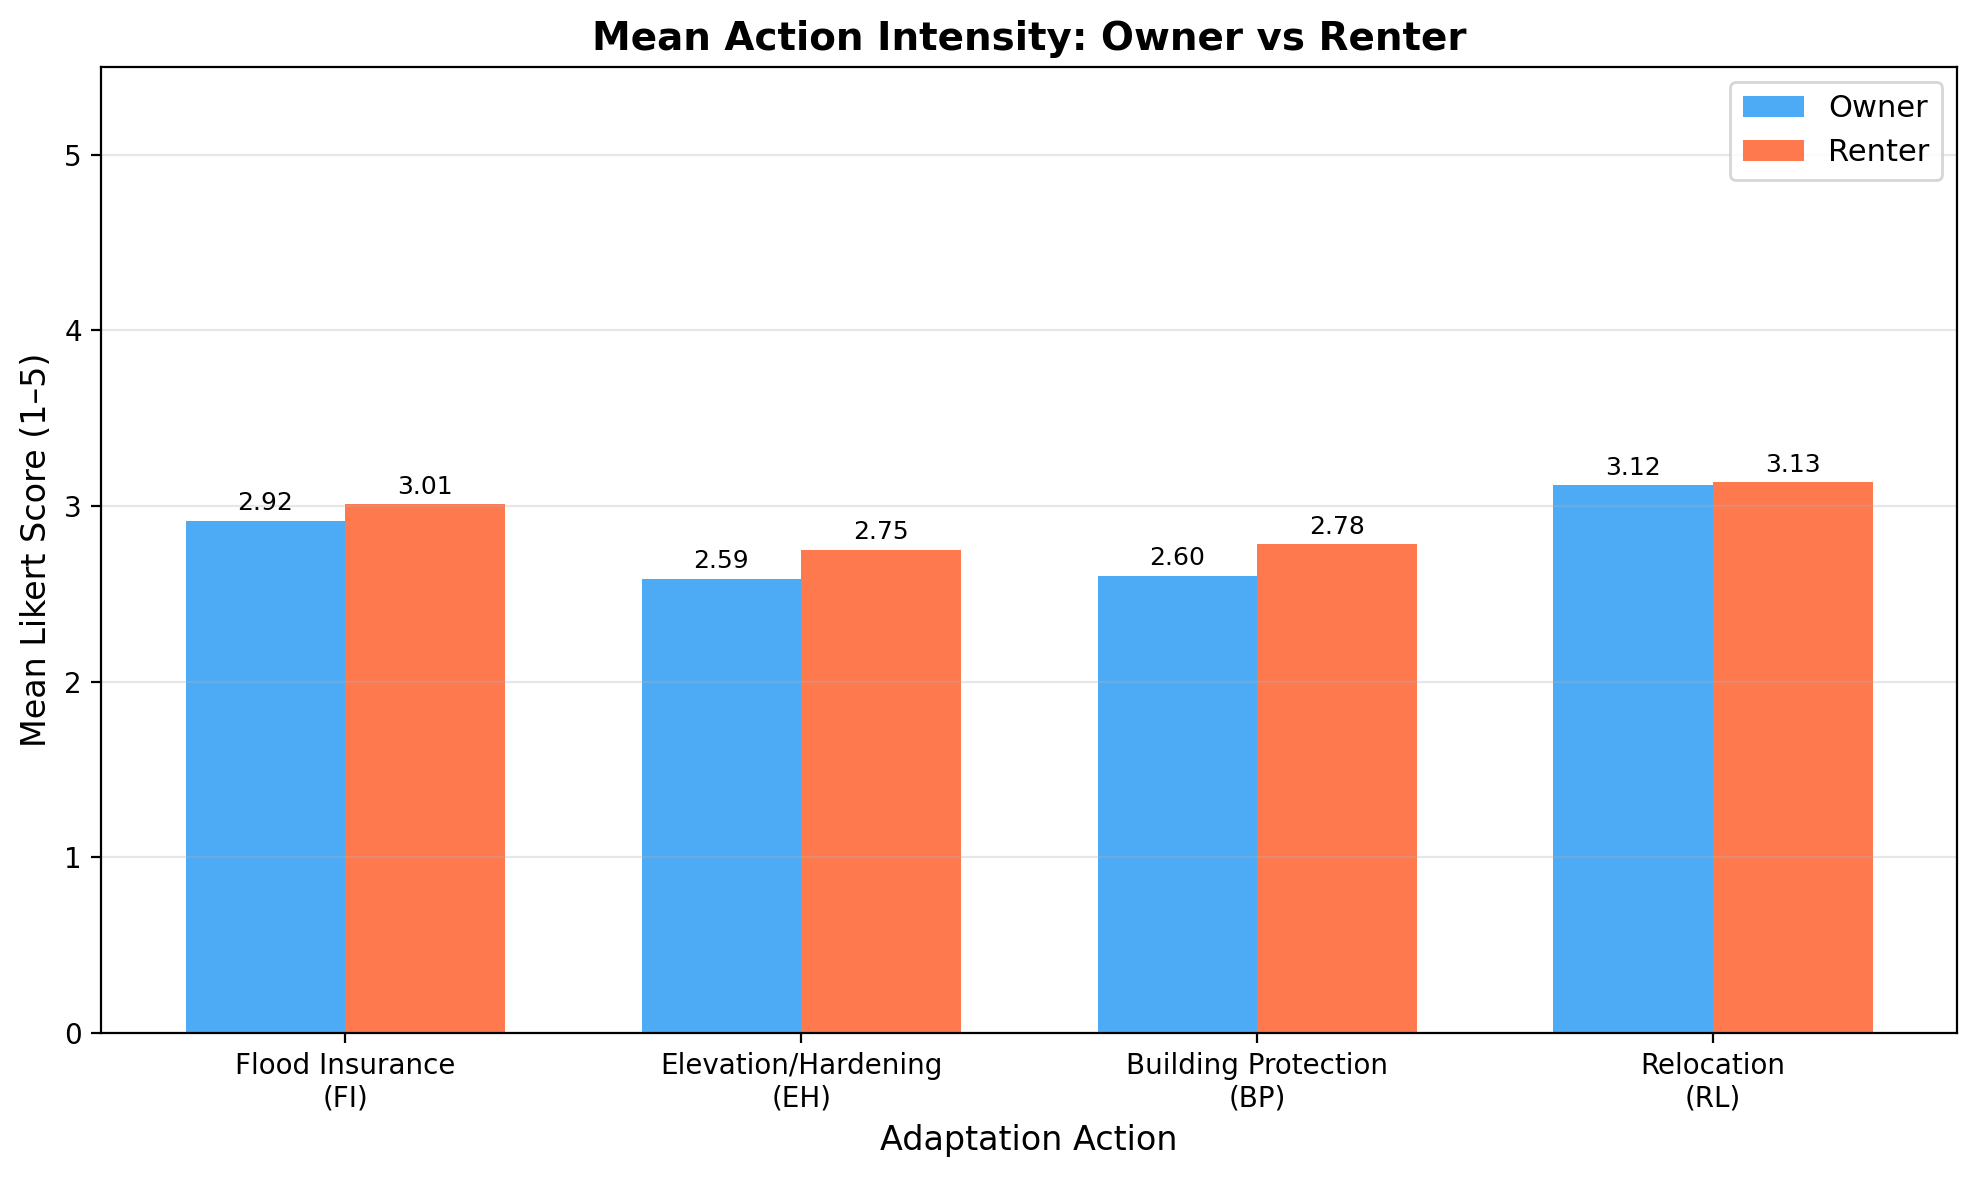 Mean Action Intensity: Owner vs Renter
Owner
Renter
Mean Likert Score (1–5)
5
4
3
2
1
0
2.92
3.01
2.59
2.75
2.60
2.78
3.12
3.13
Flood Insurance
(FI)
Elevation/Hardening
(EH)
Building Protection
(BP)
Relocation
(RL)
Adaptation Action